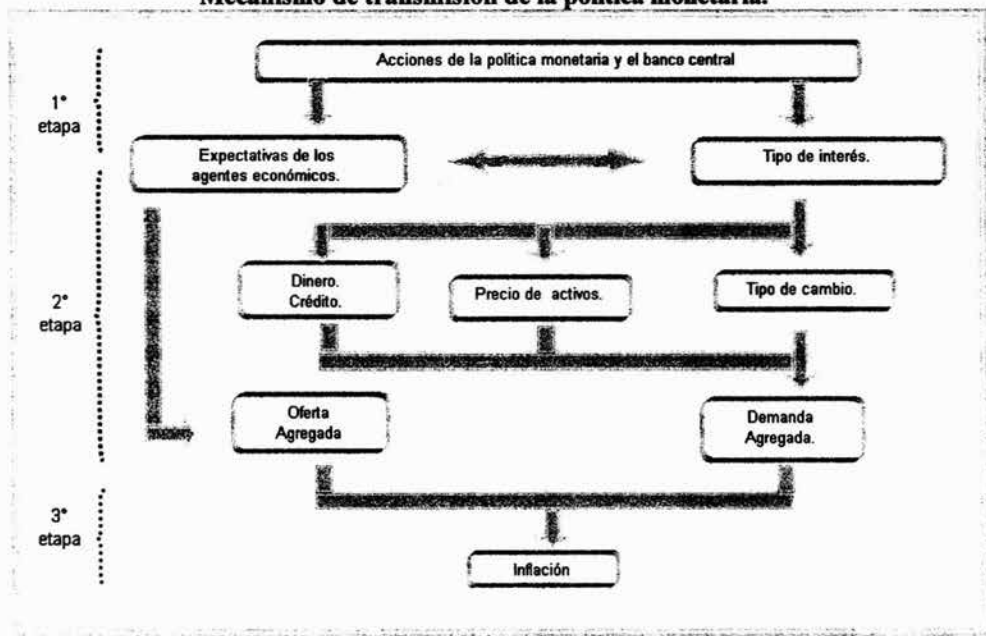 Mecanismo de transmisión de la política monetaria.
Acciones de la politica monetaria y el banco central
1°
etapa
Expectativas de los
agentes económicos.
Tipo de interés.
2°
etapa
Dinero.
Crédito.
Precio de activos.
Tipo de cambio.
Oferta
Agregada
Demanda
Agregada.
3°
etapa
Inflación